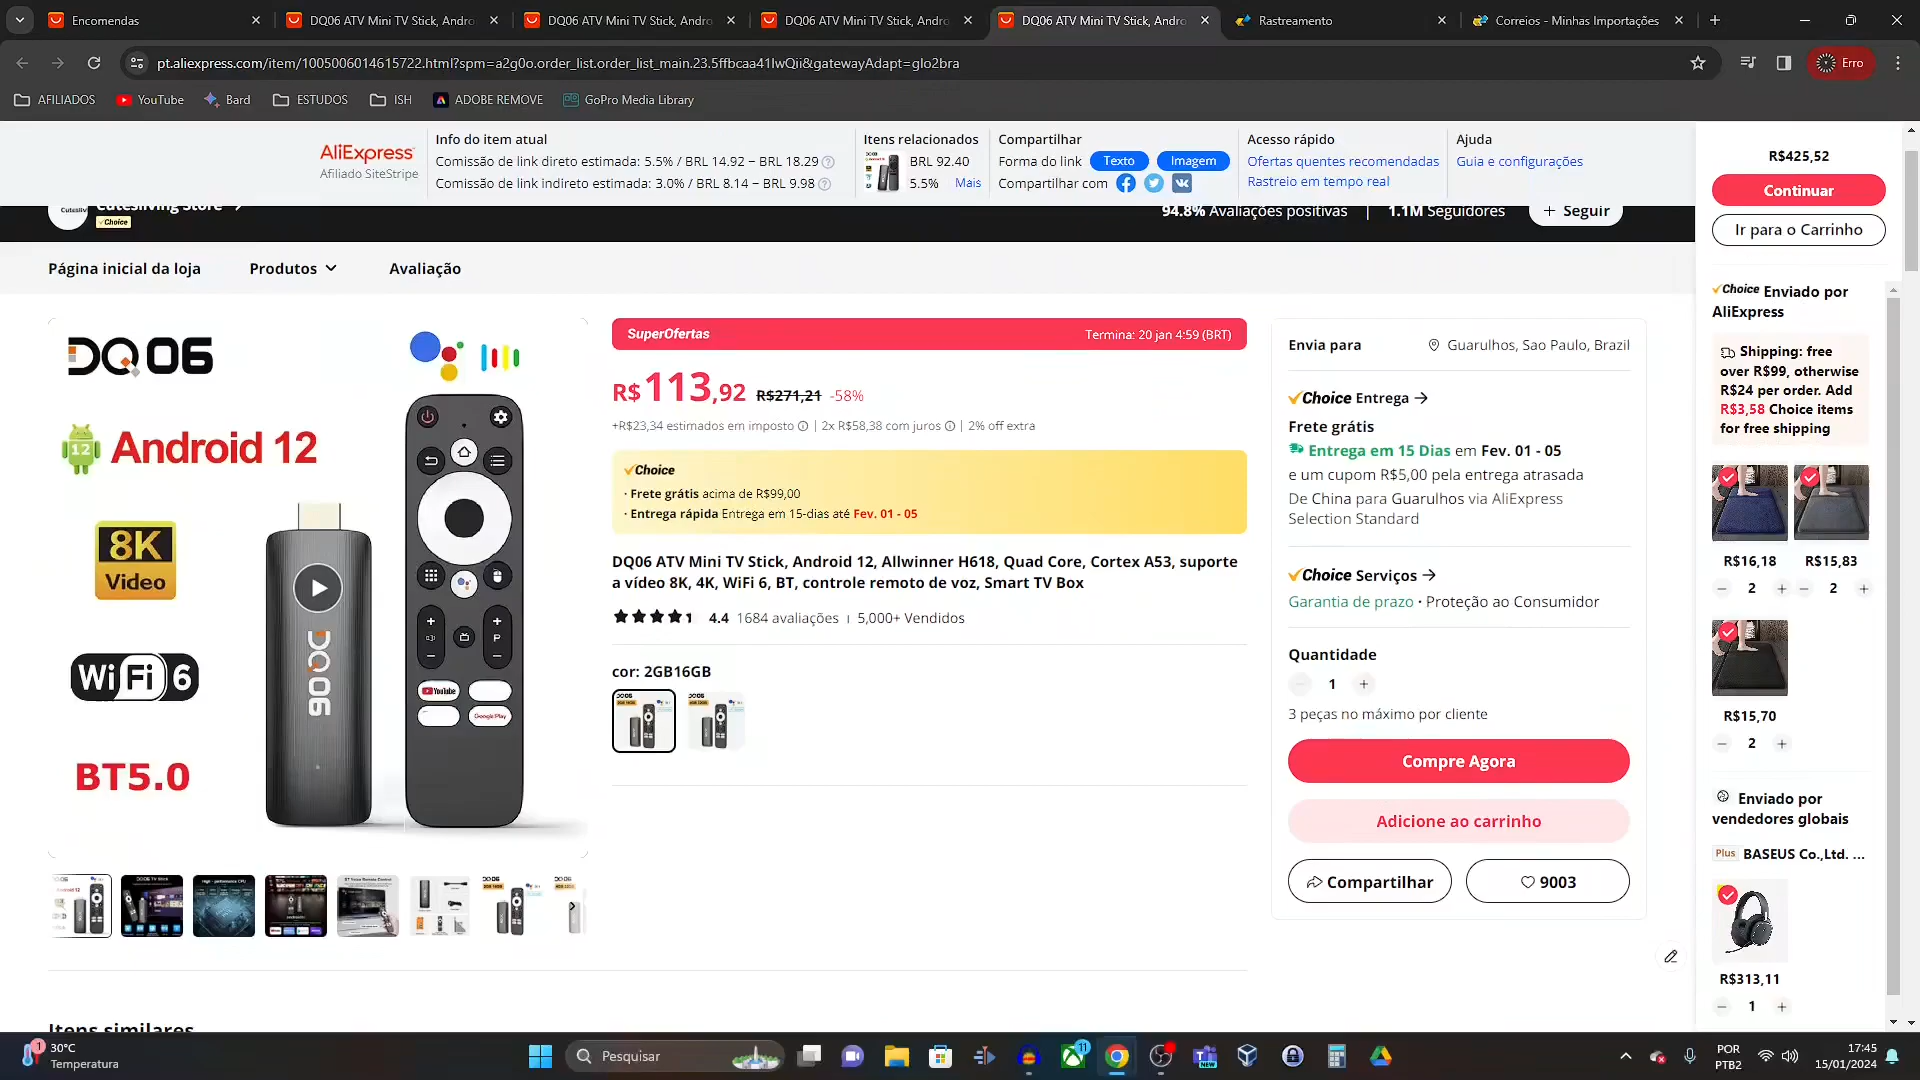 Encomendas
DQ06 ATV Mini TV Stick, Andro
DQ06 ATV Mini TV Stick, Andro
DQ06 ATV Mini TV Stick, Andro
DQ06 ATV Mini TV Stick, Andro
Rastreamento
Correios - Minhas Importações
pt.aliexpress.com/item/1005006014615722.html?spm=a2g0o.order_list.order_list_main.23.5ffbcaa41lwQii&gatewayAdapt=glo2bra
Erro
AFILIADOS
YouTube
Bard
ESTUDOS
ISH
ADOBE REMOVE
GoPro Media Library
AliExpress
Afiliado SiteStripe
Info do item atual
Comissão de link direto estimada: 5.5% / BRL 14.92 ~ BRL 18.29
Comissão de link indireto estimada: 3.0% / BRL 8.14 ~ BRL 9.98
Itens relacionados
BRL 92.40
5.5% Mais
Compartilhar
Forma do link Texto Imagem
Compartilhar com
Acesso rápido
Ofertas quentes recomendadas
Rastreio em tempo real
Ajuda
Guia e configurações
Cutesliving Store
Choice
94.8% Avaliações positivas | 1.1M Seguidores
+ Seguir
Página inicial da loja
Produtos
Avaliação
DQ06
12 Android 12
8K
Video
WiFi 6
BT5.0
DQ06
P
YouTube
Google Play
SuperOfertas
Termina: 20 jan 4:59 (BRT)
R$113,92 R$271,21 -58%
+R$23,34 estimados em imposto | 2x R$58,38 com juros | 2% off extra
Choice
· Frete grátis acima de R$99,00
· Entrega rápida Entrega em 15-dias até Fev. 01 - 05
DQ06 ATV Mini TV Stick, Android 12, Allwinner H618, Quad Core, Cortex A53, suporte
a vídeo 8K, 4K, WiFi 6, BT, controle remoto de voz, Smart TV Box
4.4 1684 avaliações | 5,000+ Vendidos
cor: 2GB16GB
Envia para
Guarulhos, Sao Paulo, Brazil
Choice Entrega →
Frete grátis
Entrega em 15 Dias em Fev. 01 - 05
e um cupom R$5,00 pela entrega atrasada
De China para Guarulhos via AliExpress
Selection Standard
Choice Serviços →
Garantia de prazo · Proteção ao Consumidor
Quantidade
− 1 +
3 peças no máximo por cliente
Compre Agora
Adicione ao carrinho
Compartilhar
9003
R$425,52
Continuar
Ir para o Carrinho
Choice Enviado por
AliExpress
Shipping: free
over R$99, otherwise
R$24 per order. Add
R$3,58 Choice items
for free shipping
R$16,18
R$15,83
− 2 +
− 2 +
R$15,70
− 2 +
Enviado por
vendedores globais
Plus BASEUS Co.,Ltd. ...
R$313,11
− 1 +
Itens similares
1
30°C
Temperatura
Pesquisar
11
NEW
POR
PTB2
17:45
15/01/2024